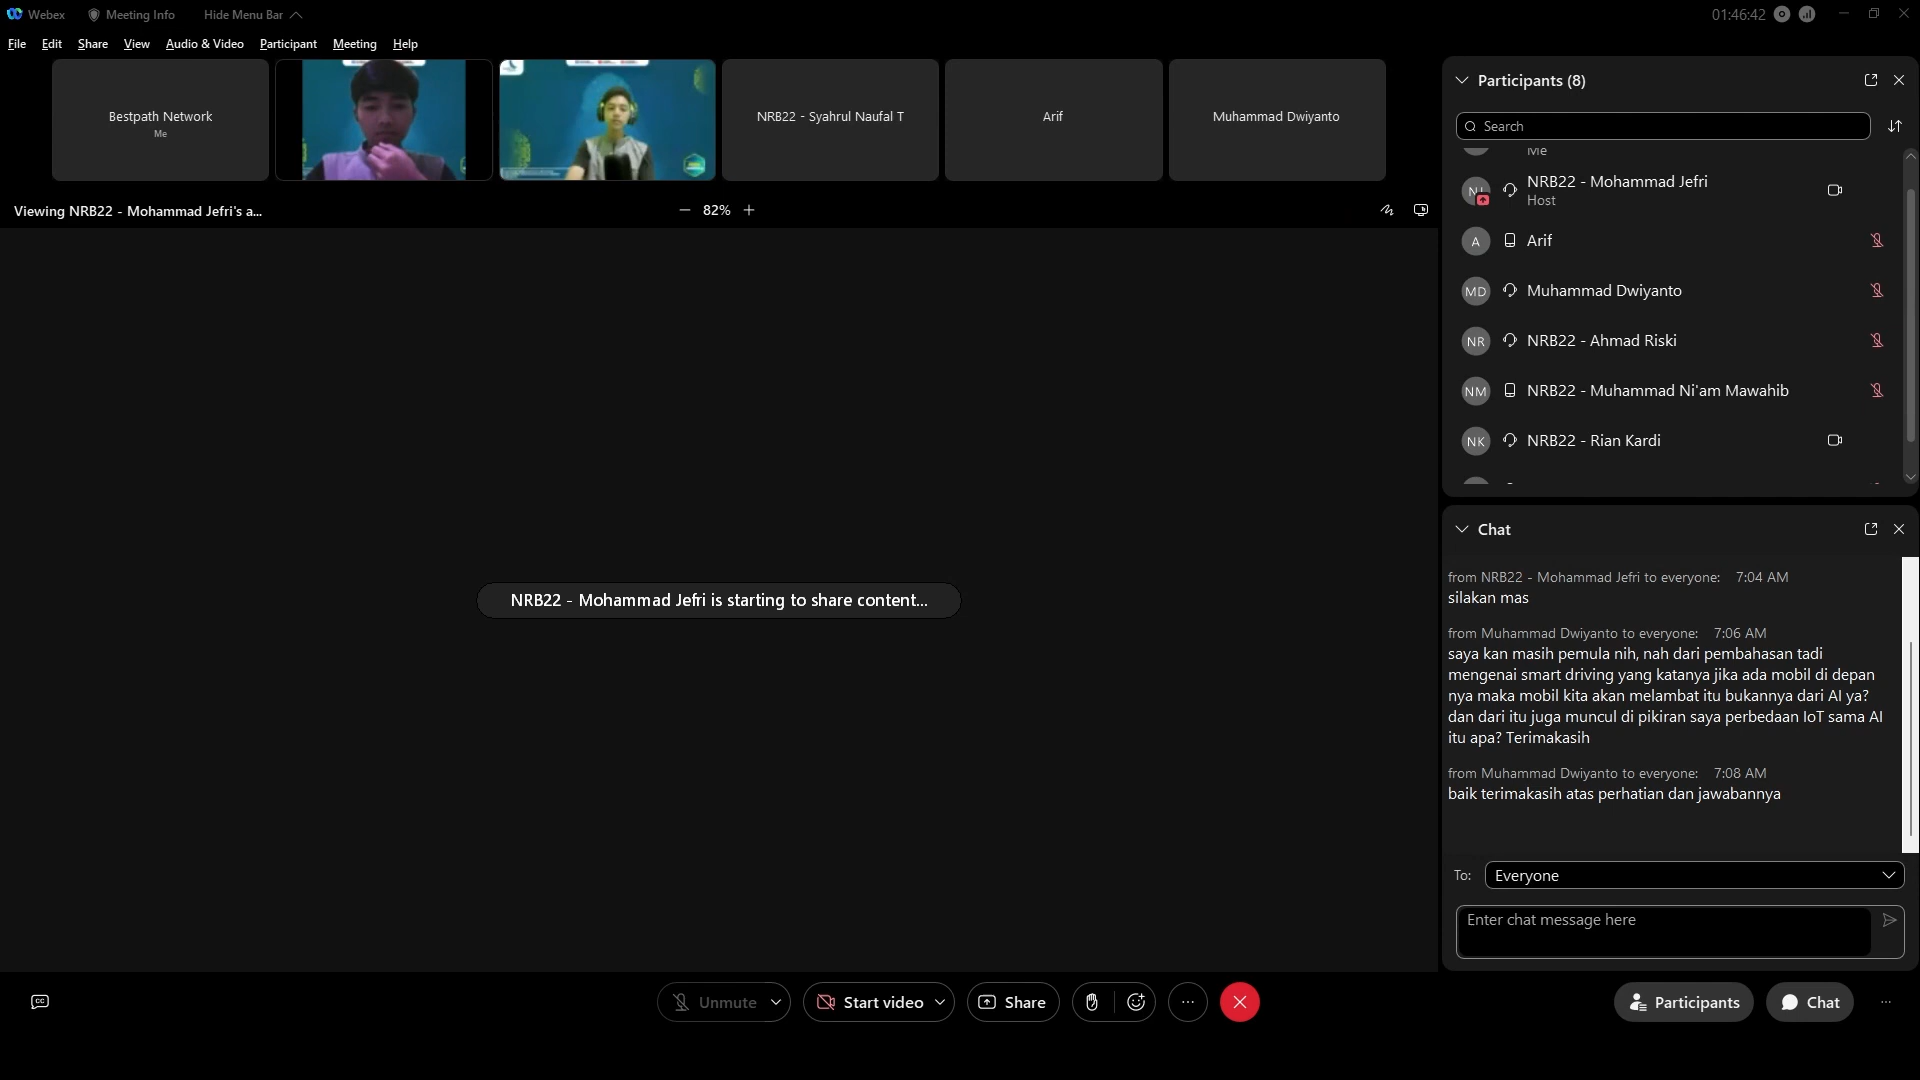 Webex
Meeting Info
Hide Menu Bar
01:46:42
File Edit Share View Audio & Video Participant Meeting Help
Bestpath Network
Me
NRB22 - Syahrul Naufal T
Arif
Muhammad Dwiyanto
Viewing NRB22 - Mohammad Jefri's a...
82%
NRB22 - Mohammad Jefri is starting to share content...
Participants (8)
Search
Me
NJ
NRB22 - Mohammad Jefri
Host
A
Arif
MD
Muhammad Dwiyanto
NR
NRB22 - Ahmad Riski
NM
NRB22 - Muhammad Ni'am Mawahib
NK
NRB22 - Rian Kardi
Chat
from NRB22 - Mohammad Jefri to everyone: 7:04 AM
silakan mas
from Muhammad Dwiyanto to everyone: 7:06 AM
saya kan masih pemula nih, nah dari pembahasan tadi
mengenai smart driving yang katanya jika ada mobil di depan
nya maka mobil kita akan melambat itu bukannya dari AI ya?
dan dari itu juga muncul di pikiran saya perbedaan IoT sama AI
itu apa? Terimakasih
from Muhammad Dwiyanto to everyone: 7:08 AM
baik terimakasih atas perhatian dan jawabannya
To: Everyone
Enter chat message here
CC
Unmute
Start video
Share
Participants
Chat